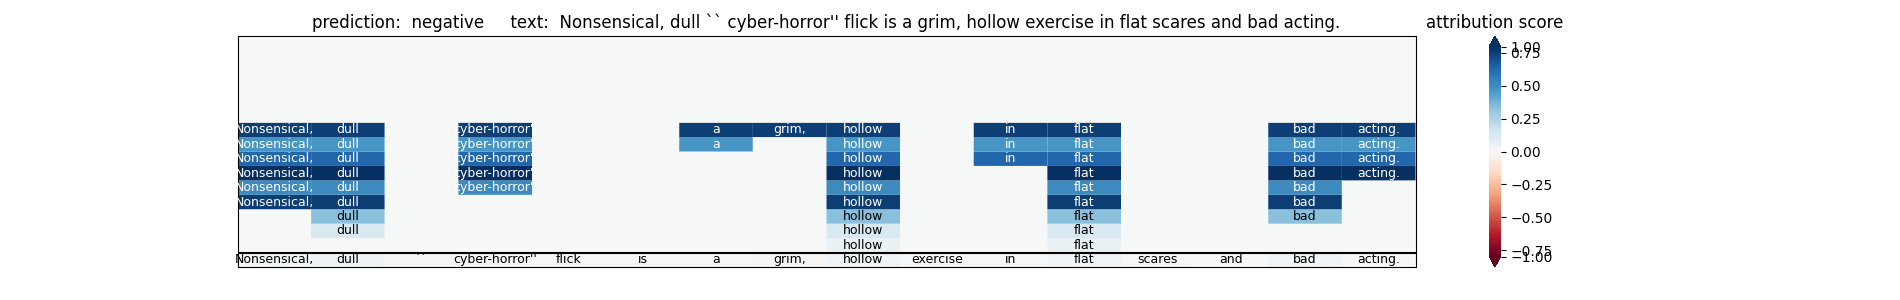 prediction: negative text: Nonsensical, dull `` cyber-horror'' flick is a grim, hollow exercise in flat scares and bad acting. attribution score
1.00
0.75
0.50
0.25
0.00
−0.25
−0.50
−0.75
−1.00
Nonsensical, dull cyber-horror' a grim, hollow in flat bad acting.
Nonsensical, dull cyber-horror' a hollow in flat bad acting.
Nonsensical, dull cyber-horror' hollow in flat bad acting.
Nonsensical, dull cyber-horror' hollow flat bad acting.
Nonsensical, dull cyber-horror' hollow flat bad
Nonsensical, dull hollow flat bad
dull hollow flat bad
dull hollow flat
hollow flat
Nonsensical, dull `` cyber-horror'' flick is a grim, hollow exercise in flat scares and bad acting.